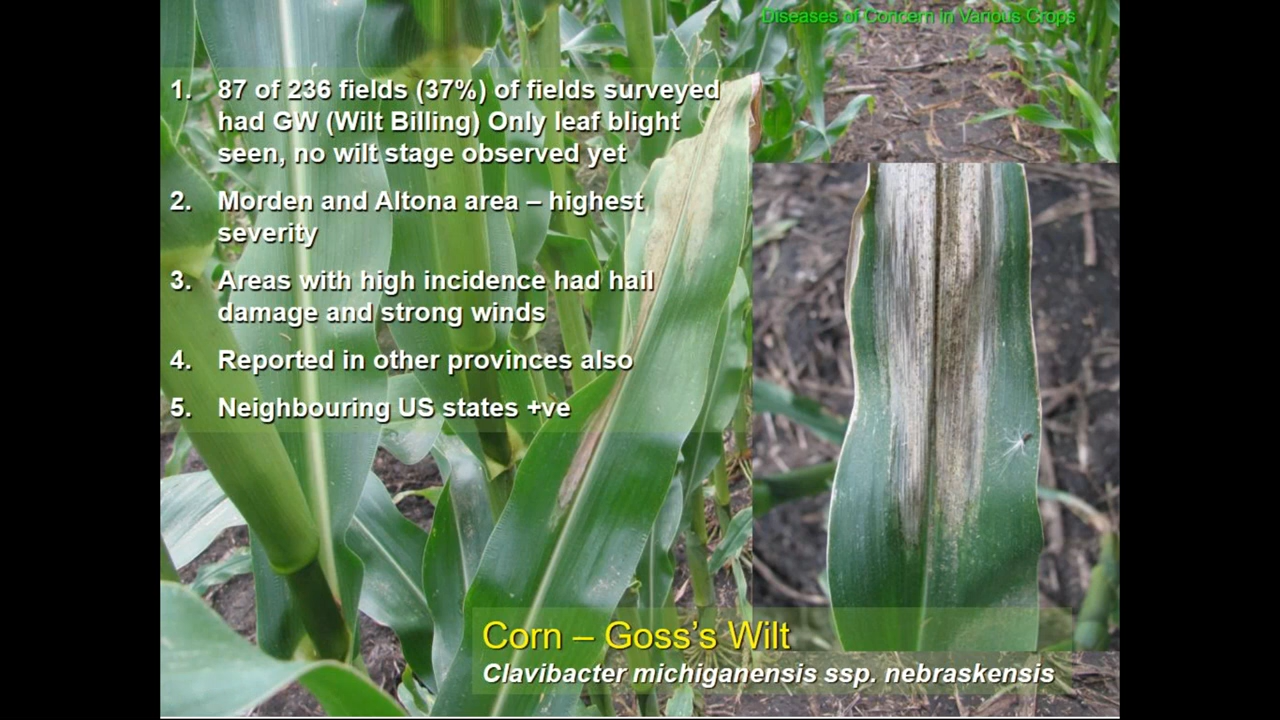 Diseases of Concern in Various Crops
1. 87 of 236 fields (37%) of fields surveyed
had GW (Wilt Billing) Only leaf blight
seen, no wilt stage observed yet
2. Morden and Altona area – highest
severity
3. Areas with high incidence had hail
damage and strong winds
4. Reported in other provinces also
5. Neighbouring US states +ve
Corn – Goss's Wilt
Clavibacter michiganensis ssp. nebraskensis